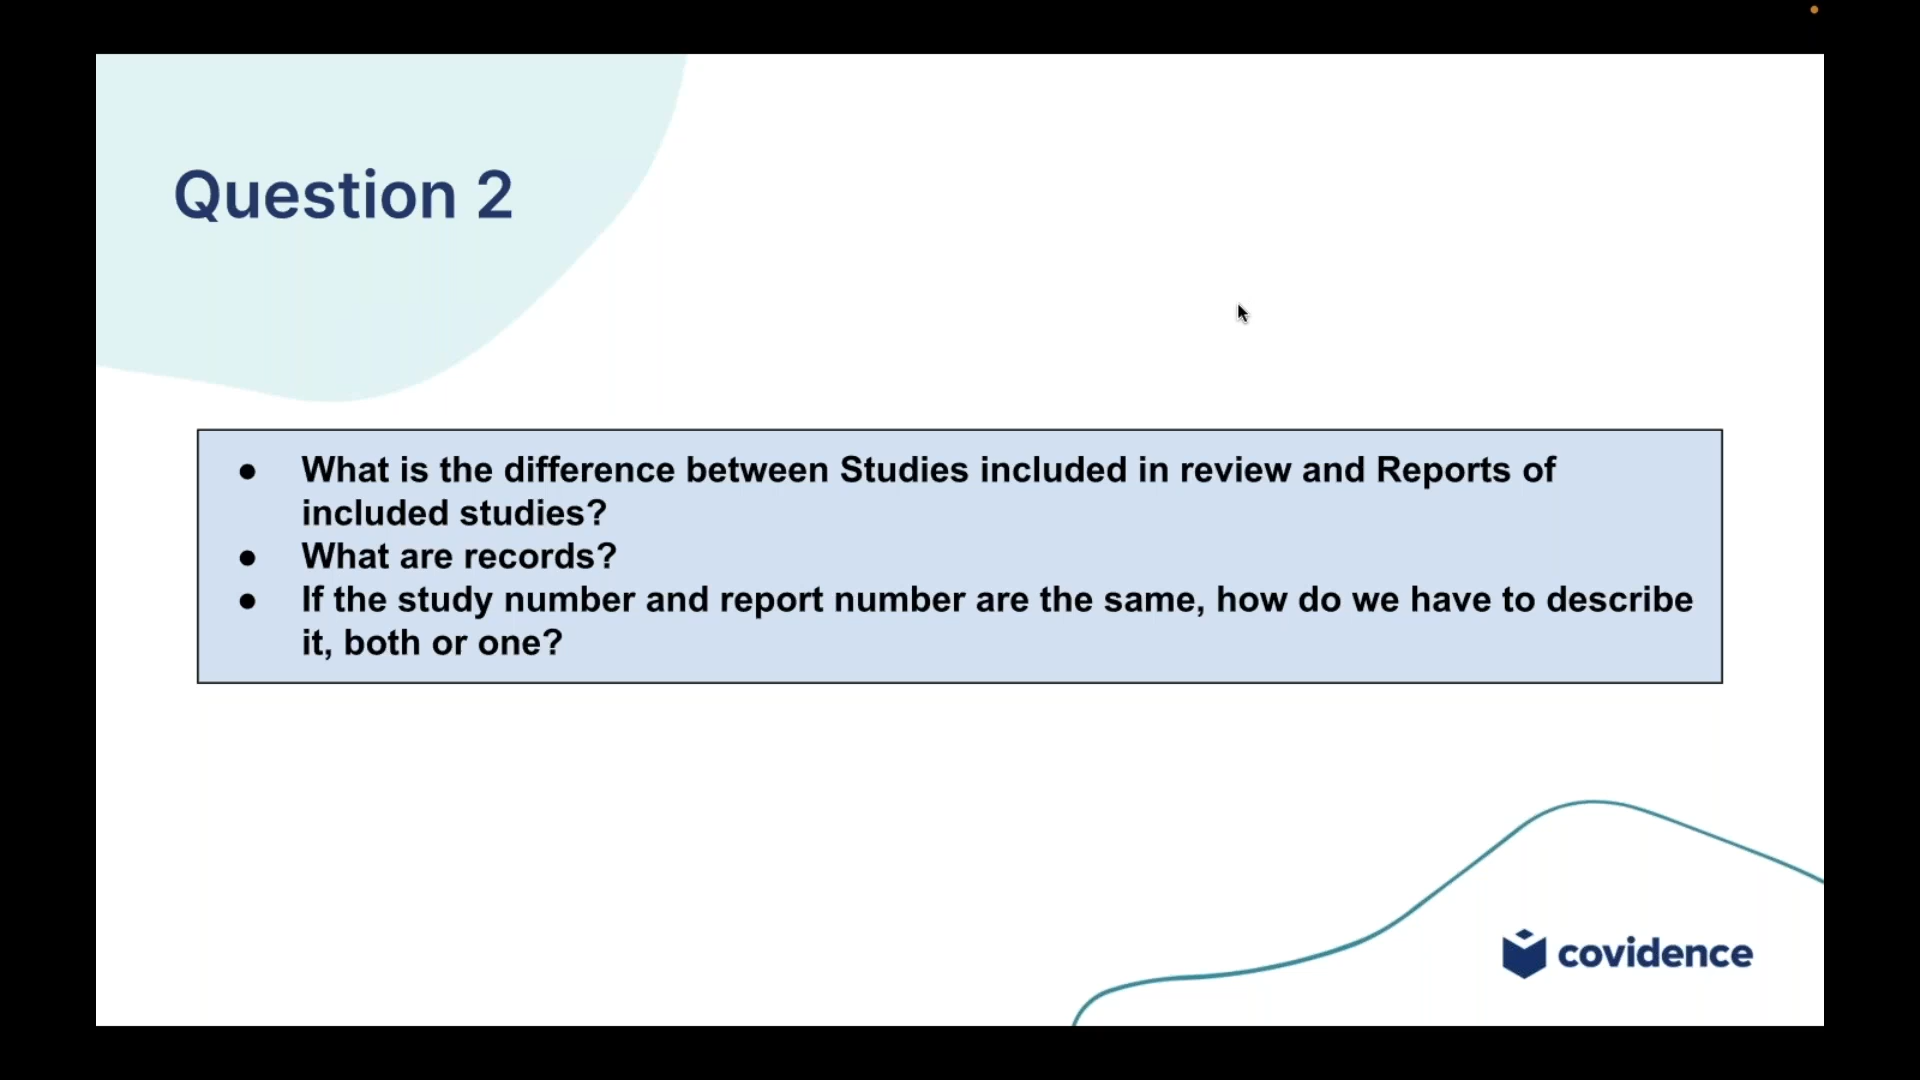 Question 2
● What is the difference between Studies included in review and Reports of
included studies?
● What are records?
● If the study number and report number are the same, how do we have to describe
it, both or one?
covidence